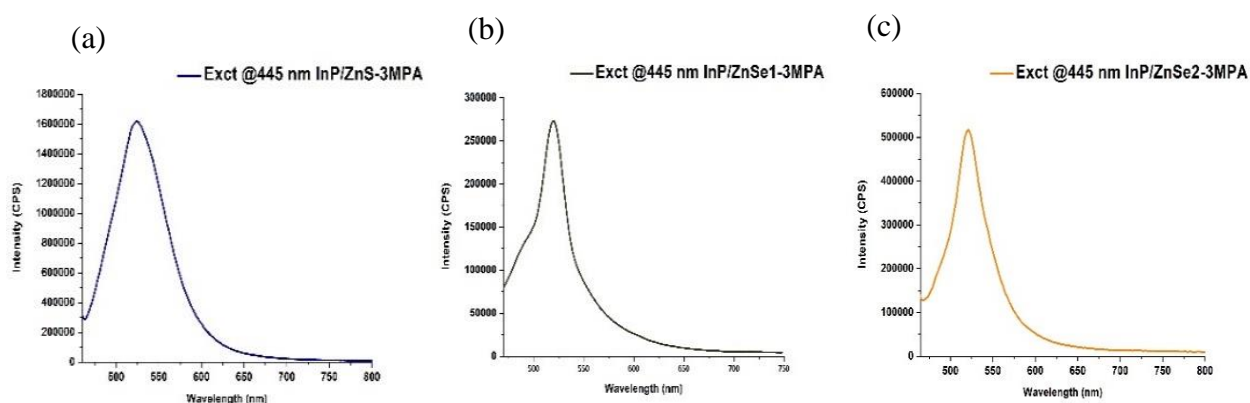 (a)
Exct @445 nm InP/ZnS-3MPA
1800000
1600000
1400000
1200000
1000000
800000
600000
400000
200000
0
Intensity (CPS)
500 550 600 650 700 750 800
Wavelength (nm)
(b)
Exct @445 nm InP/ZnSe1-3MPA
300000
250000
200000
150000
100000
50000
0
Intensity (CPS)
500 550 600 650 700 750
Wavelength (nm)
(c)
Exct @445 nm InP/ZnSe2-3MPA
600000
500000
400000
300000
200000
100000
0
Intensity (CPS)
500 550 600 650 700 750 800
Wavelength (nm)